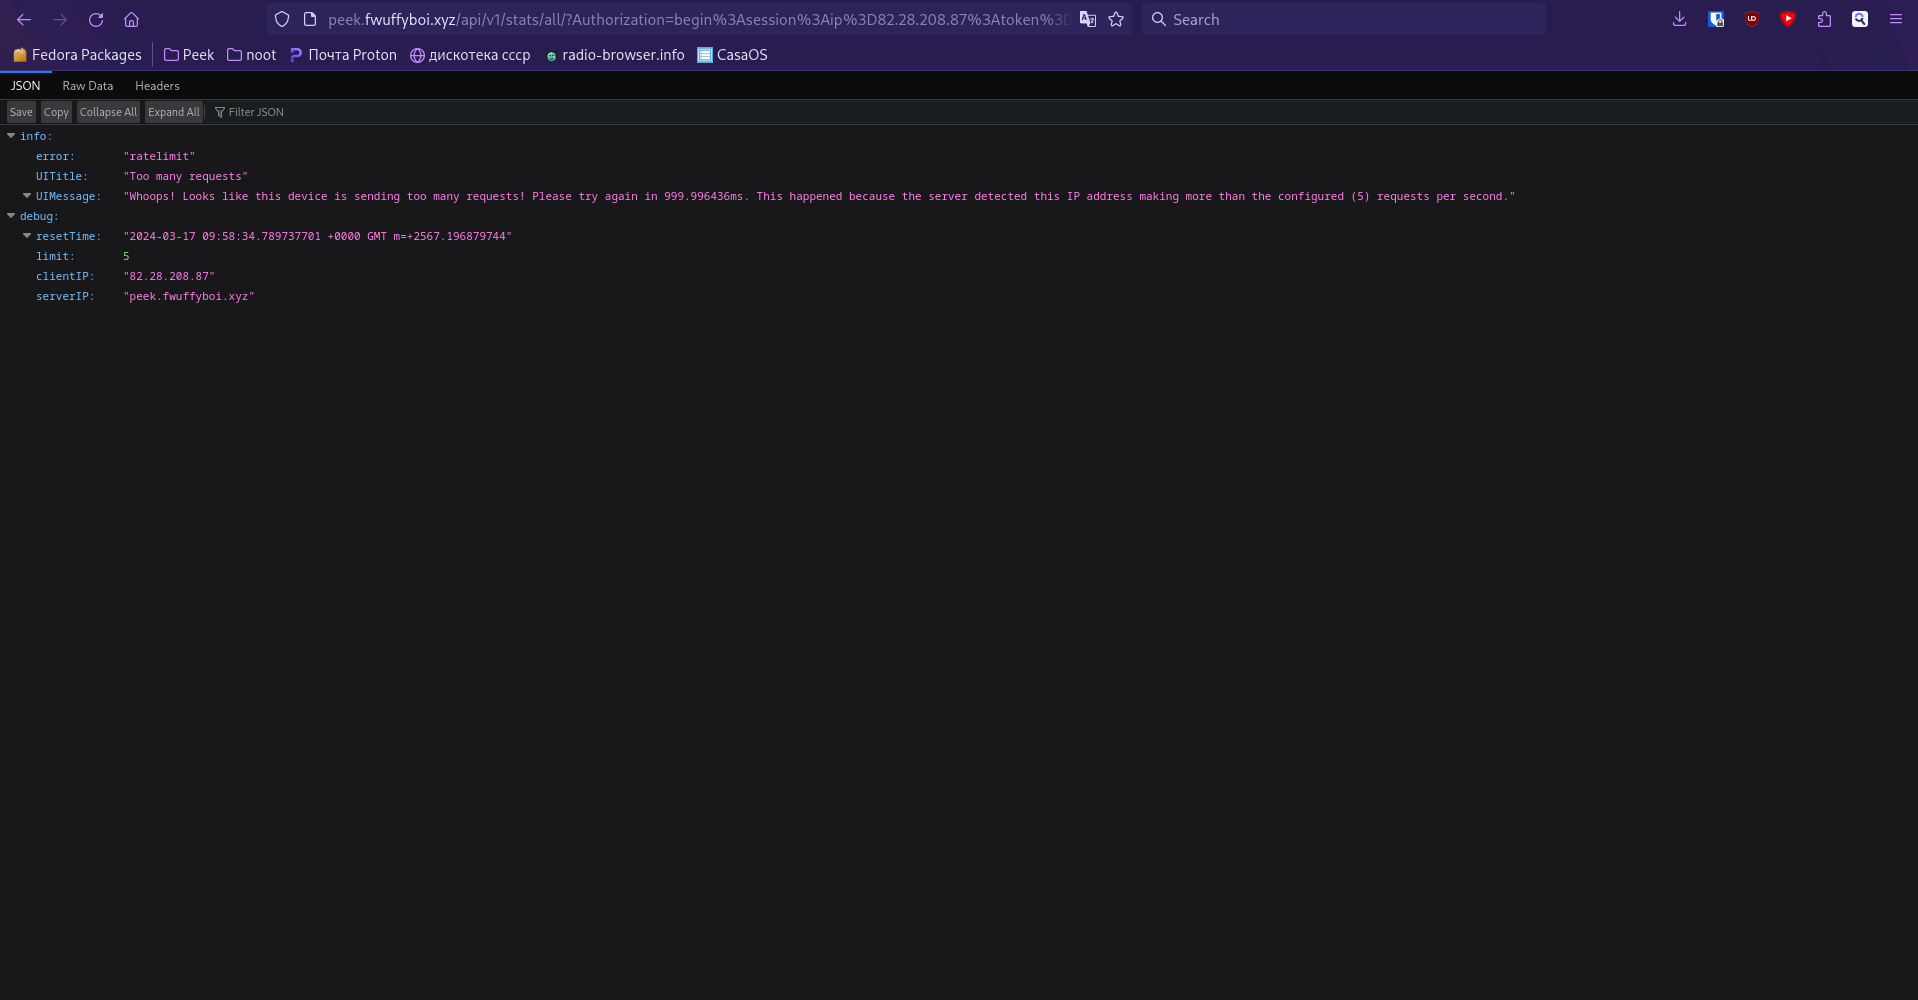 peek.fwuffyboi.xyz/api/v1/stats/all/?Authorization=begin%3Asession%3Aip%3D82.28.208.87%3Atoken%3D
Search
Fedora Packages Peek noot Почта Proton дискотека ссср radio-browser.info CasaOS
JSON Raw Data Headers
Save Copy Collapse All Expand All Filter JSON
info:
error: "ratelimit"
UITitle: "Too many requests"
UIMessage: "Whoops! Looks like this device is sending too many requests! Please try again in 999.996436ms. This happened because the server detected this IP address making more than the configured (5) requests per second."
debug:
resetTime: "2024-03-17 09:58:34.789737701 +0000 GMT m=+2567.196879744"
limit: 5
clientIP: "82.28.208.87"
serverIP: "peek.fwuffyboi.xyz"